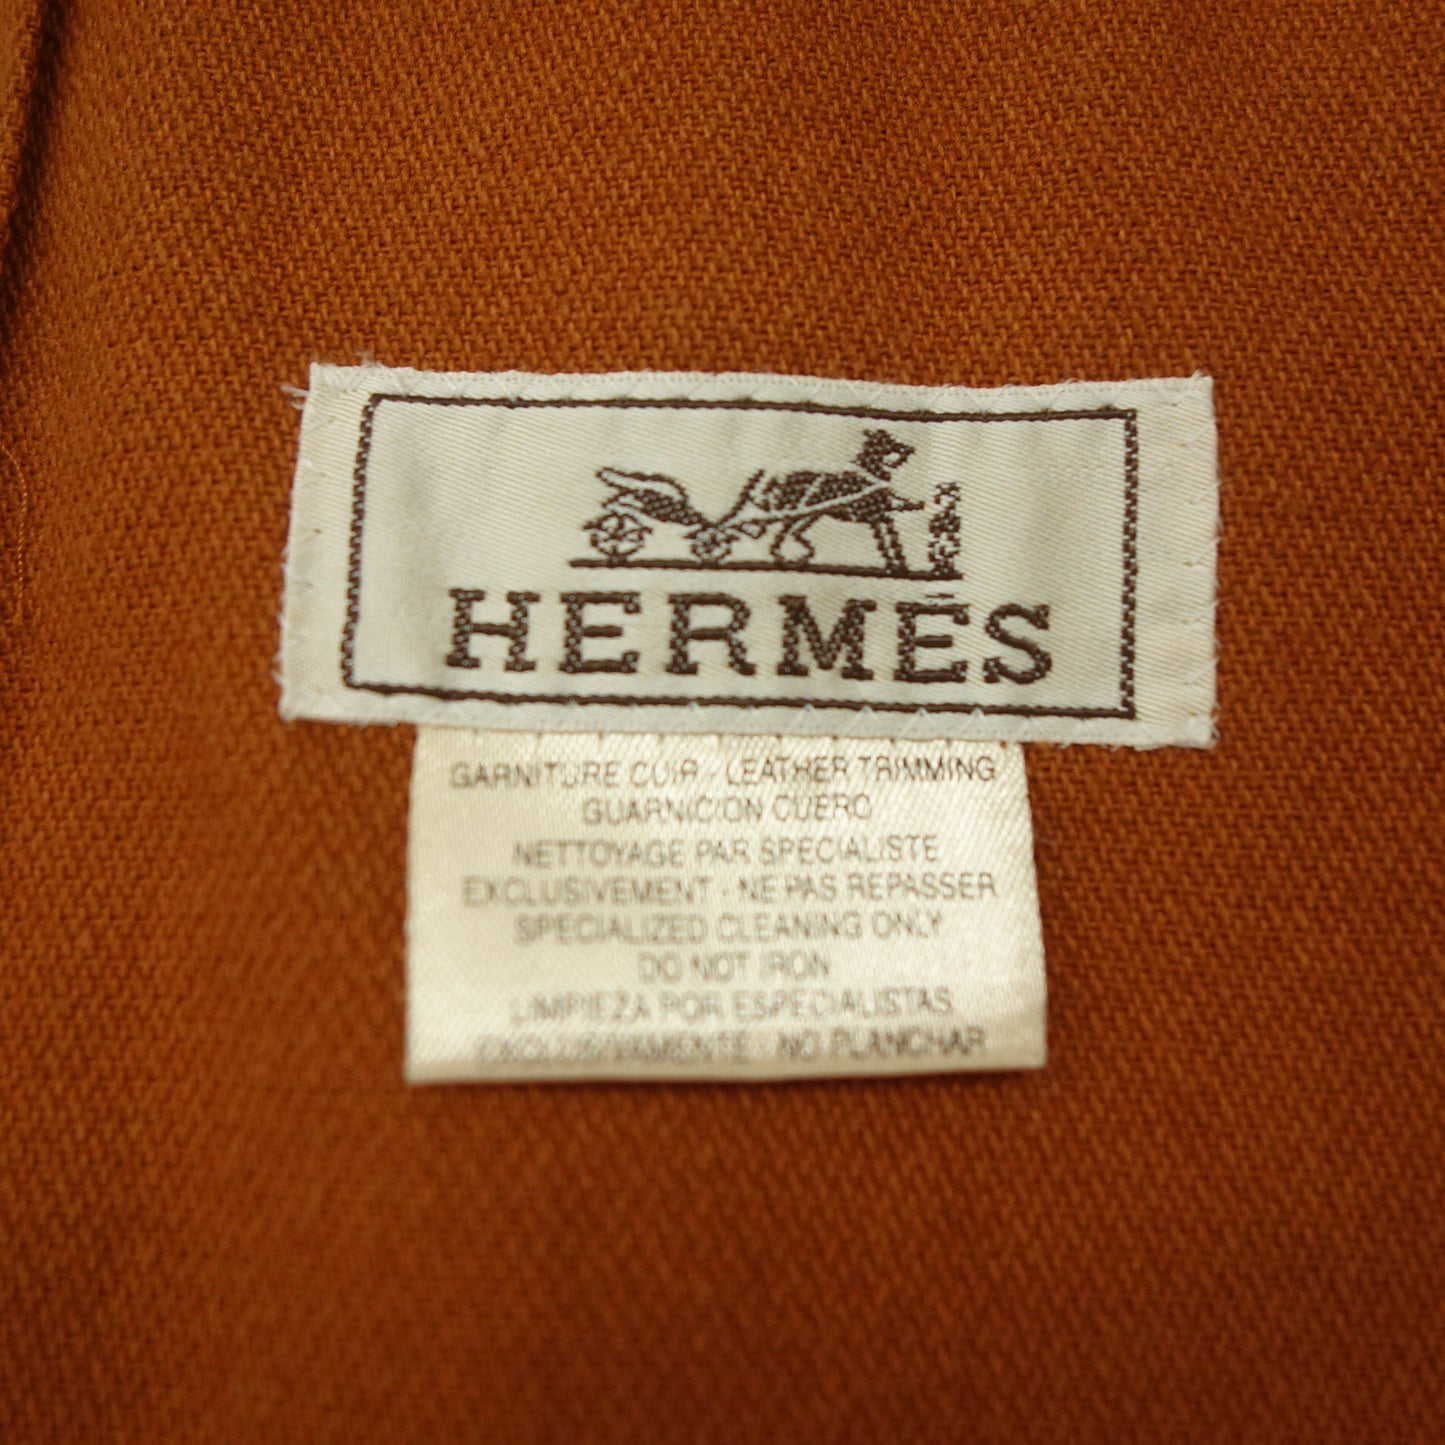 HERMÈS
GARNITURE CUIR - LEATHER TRIMMING
GUARNICION CUERO
NETTOYAGE PAR SPECIALISTE
EXCLUSIVEMENT - NE PAS REPASSER
SPECIALIZED CLEANING ONLY
DO NOT IRON
LIMPIEZA POR ESPECIALISTAS
EXCLUSIVAMENTE - NO PLANCHAR